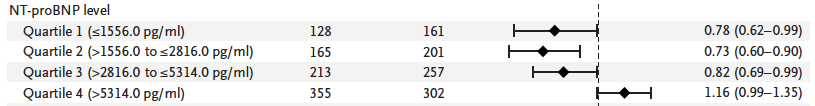 NT-proBNP level
Quartile 1 (≤1556.0 pg/ml) 128 161 0.78 (0.62–0.99)
Quartile 2 (>1556.0 to ≤2816.0 pg/ml) 165 201 0.73 (0.60–0.90)
Quartile 3 (>2816.0 to ≤5314.0 pg/ml) 213 257 0.82 (0.69–0.99)
Quartile 4 (>5314.0 pg/ml) 355 302 1.16 (0.99–1.35)